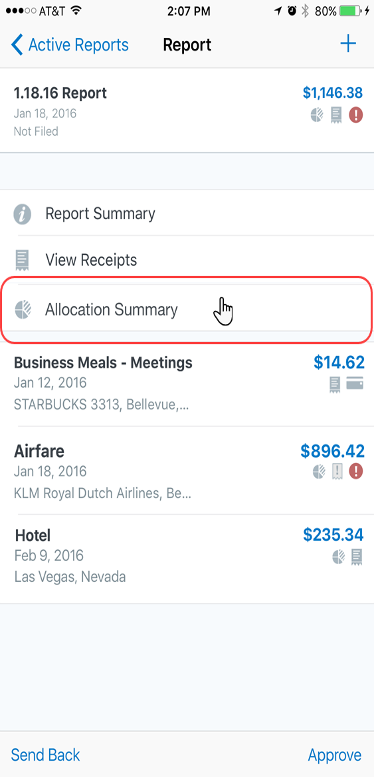 AT&T 2:07 PM 80%
Active Reports Report +
1.18.16 Report $1,146.38
Jan 18, 2016
Not Filed
Report Summary
View Receipts
Allocation Summary
Business Meals - Meetings $14.62
Jan 12, 2016
STARBUCKS 3313, Bellevue,...
Airfare $896.42
Jan 18, 2016
KLM Royal Dutch Airlines, Be...
Hotel $235.34
Feb 9, 2016
Las Vegas, Nevada
Send Back Approve